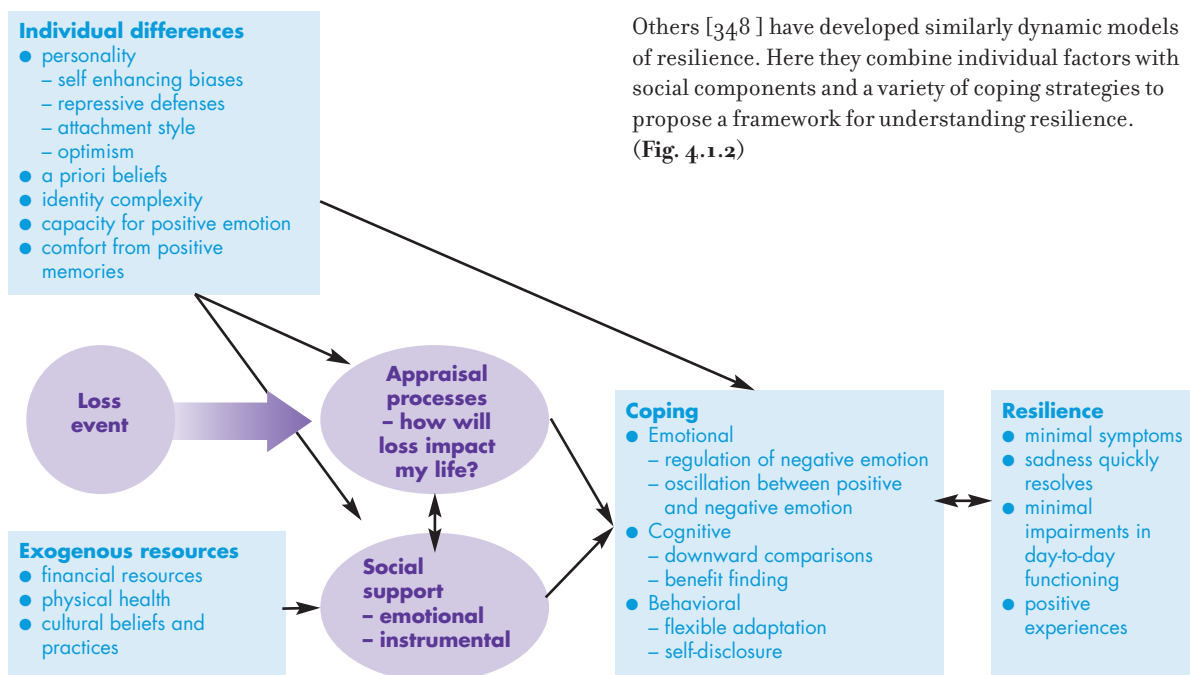 Individual differences
● personality
– self enhancing biases
– repressive defenses
– attachment style
– optimism
● a priori beliefs
● identity complexity
● capacity for positive emotion
● comfort from positive
memories
Others [348 ] have developed similarly dynamic models
of resilience. Here they combine individual factors with
social components and a variety of coping strategies to
propose a framework for understanding resilience.
(Fig. 4.1.2)
Loss
event
Appraisal
processes
– how will
loss impact
my life?
Exogenous resources
● financial resources
● physical health
● cultural beliefs and
practices
Social
support
– emotional
– instrumental
Coping
● Emotional
– regulation of negative emotion
– oscillation between positive
and negative emotion
● Cognitive
– downward comparisons
– benefit finding
● Behavioral
– flexible adaptation
– self-disclosure
Resilience
● minimal symptoms
● sadness quickly
resolves
● minimal
impairments in
day-to-day
functioning
● positive
experiences